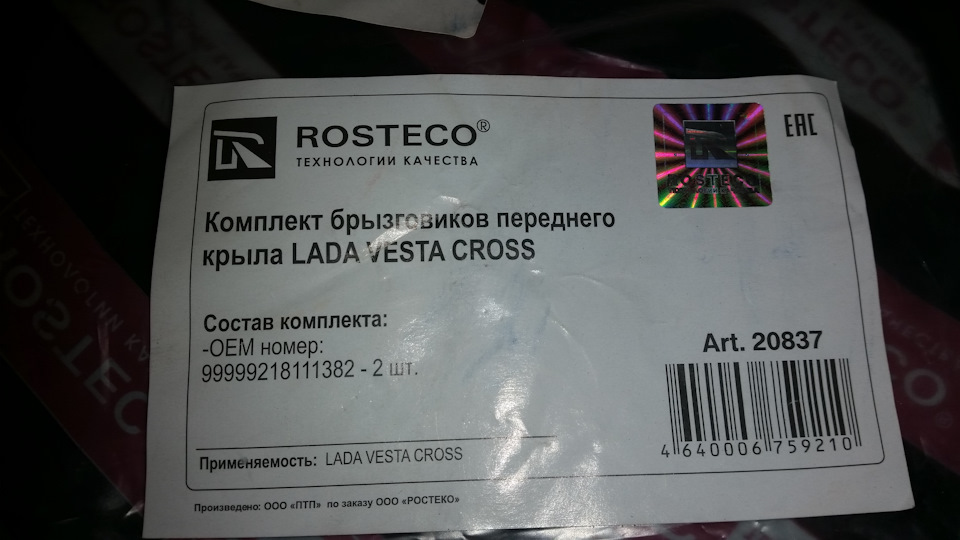 ROSTECO®
ТЕХНОЛОГИИ КАЧЕСТВА
ROSTECO
EAC
Комплект брызговиков переднего
крыла LADA VESTA CROSS
Состав комплекта:
-OEM номер:
99999218111382 - 2 шт.
Art. 20837
4 640006 759210
Применяемость: LADA VESTA CROSS
Произведено: ООО «ПТП» по заказу ООО «РОСТЕКО»